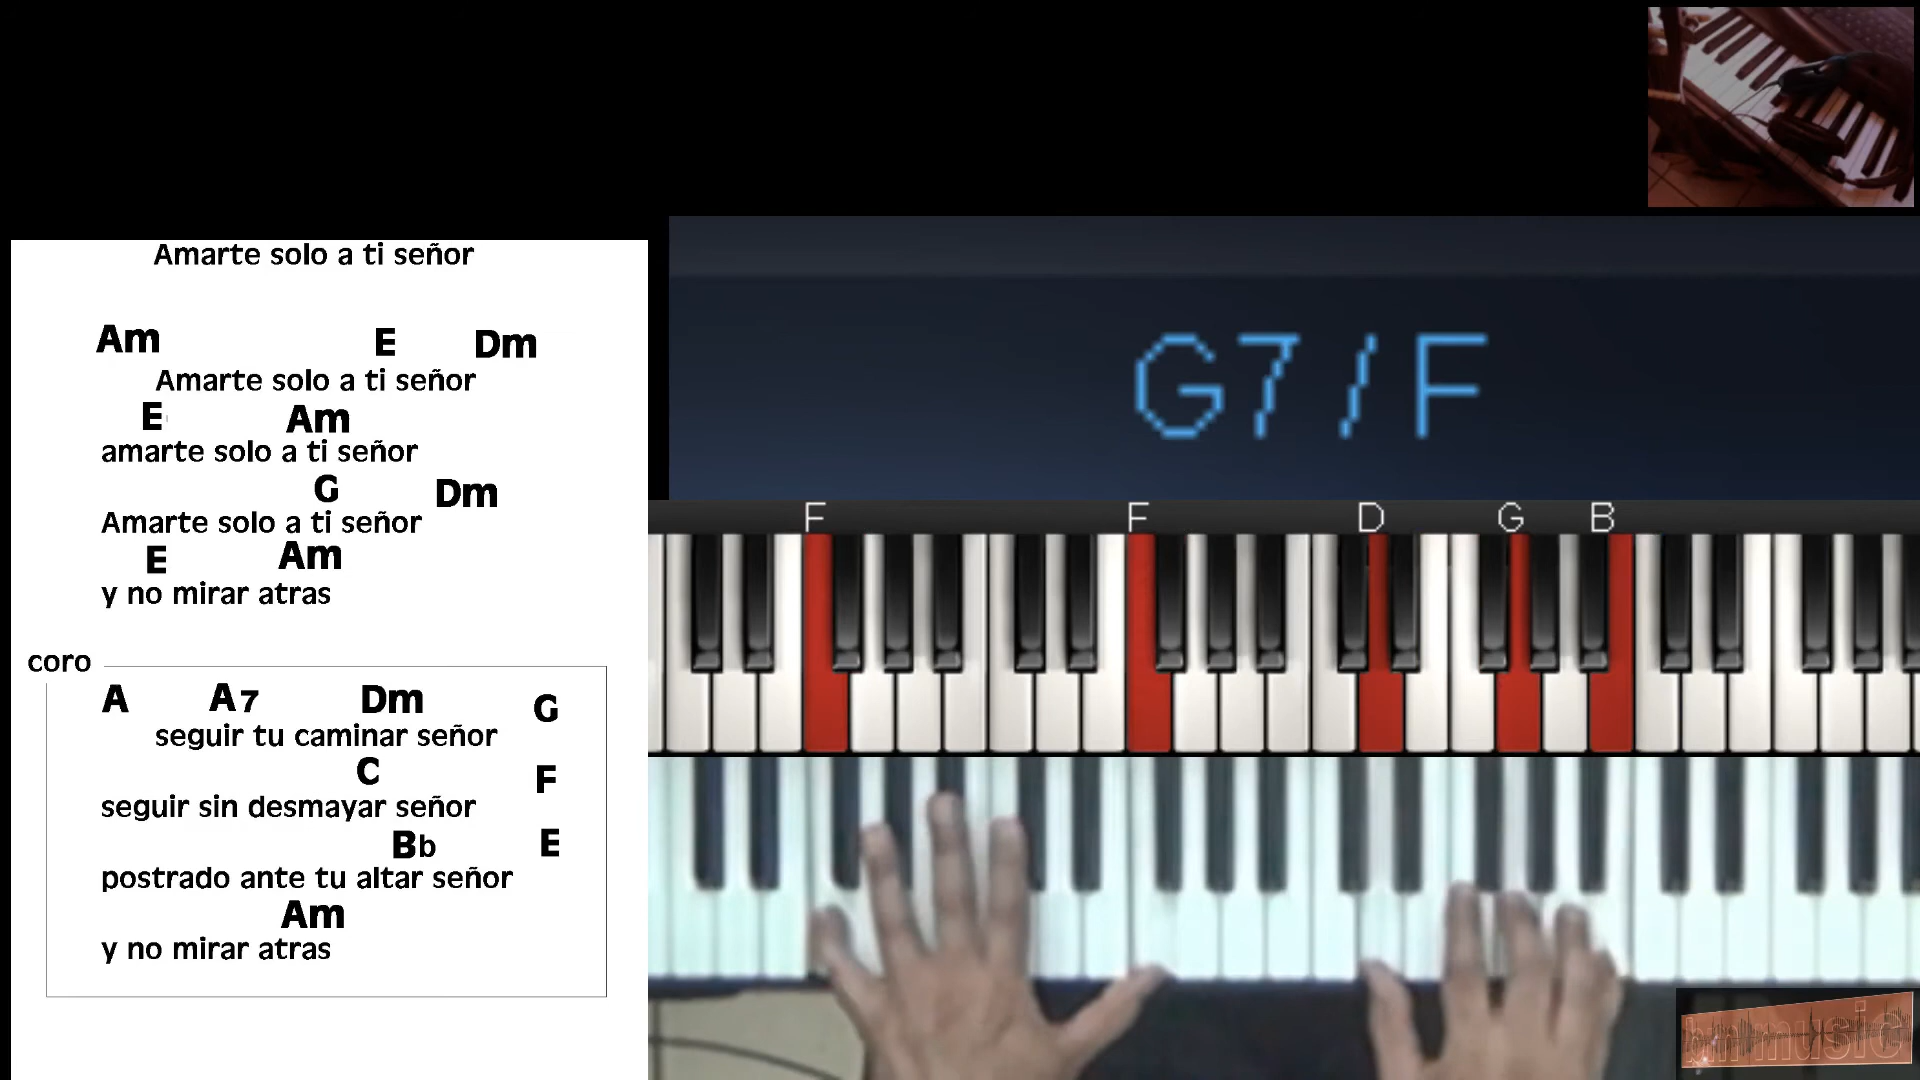 Amarte solo a ti señor
Am E Dm
Amarte solo a ti señor
E Am
amarte solo a ti señor
G Dm
Amarte solo a ti señor
E Am
y no mirar atras
coro
A A7 Dm G
seguir tu caminar señor
C F
seguir sin desmayar señor
Bb E
postrado ante tu altar señor
Am
y no mirar atras
G7/F
F F D G B